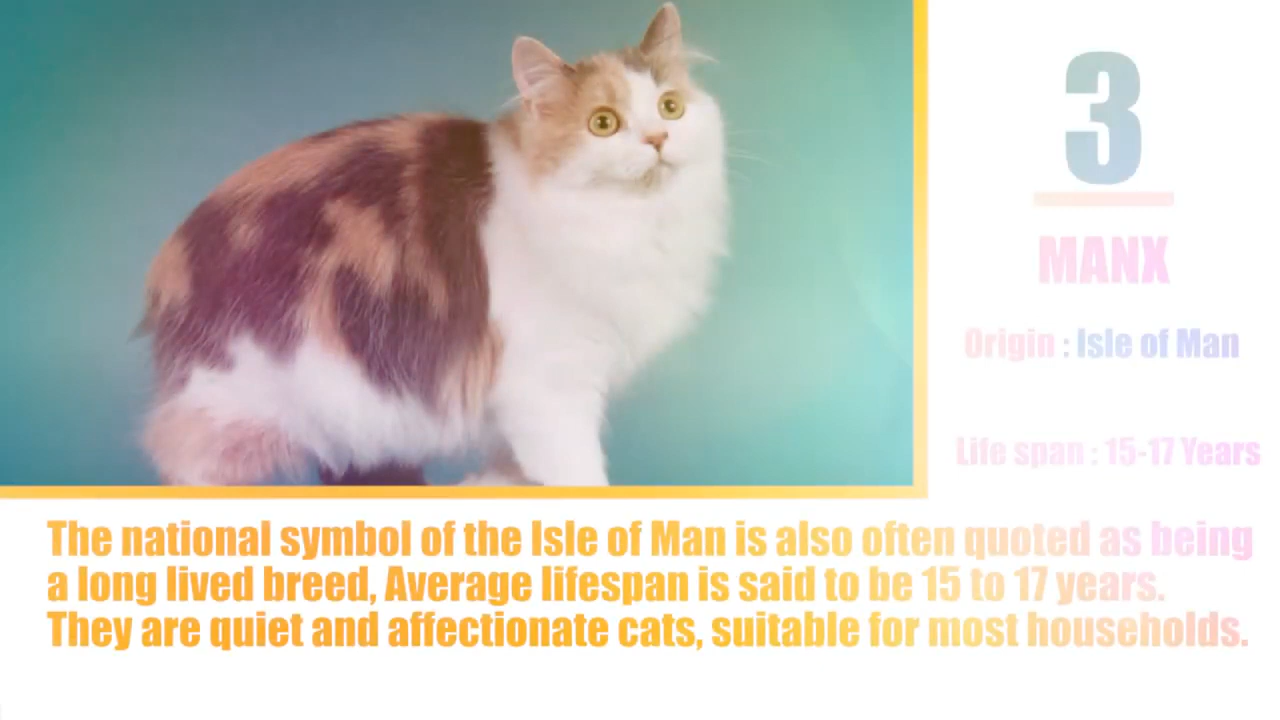 3
MANX
Origin : Isle of Man
Life span : 15-17 Years
The national symbol of the Isle of Man is also often quoted as being
a long lived breed, Average lifespan is said to be 15 to 17 years.
They are quiet and affectionate cats, suitable for most households.